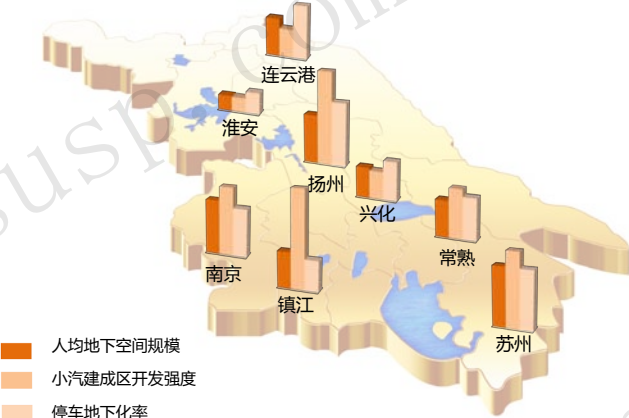 连云港
淮安
扬州
兴化
南京
常熟
镇江
苏州
人均地下空间规模
小汽建成区开发强度
停车地下化率